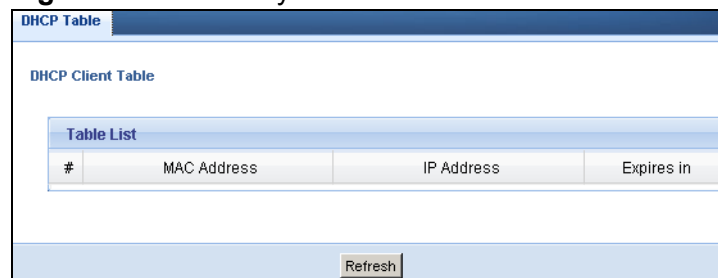 DHCP Table
DHCP Client Table
Table List
# MAC Address IP Address Expires in
Refresh